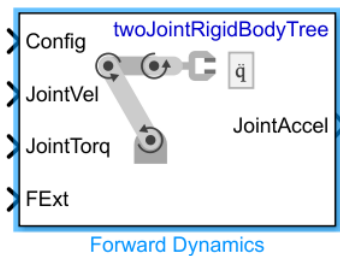 twoJointRigidBodyTree
Config
q̈
JointVel
JointAccel
JointTorq
FExt
Forward Dynamics